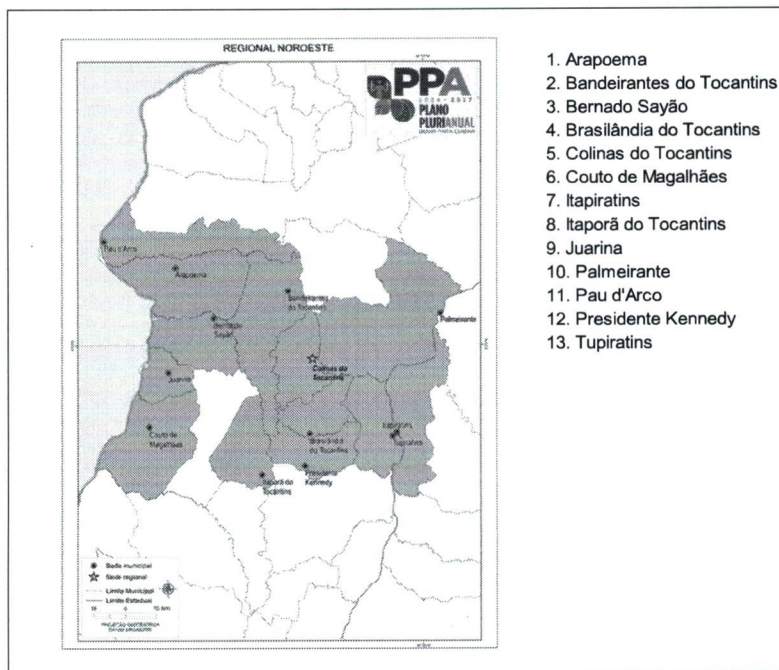 REGIONAL NOROESTE
PPA
2024 - 2027
PLANO
PLURIANUAL
Pau d'Arco
Arapoema
Bandeirantes
do Tocantins
Bernardo
Sayão
Palmeirante
Colinas do
Tocantins
Juarina
Couto de
Magalhães
Itapiratins
Tupiratins
Brasilândia
do Tocantins
Presidente
Kennedy
Itaporã do
Tocantins
Sede municipal
Sede regional
Limite Municipal
Limite Estadual
1. Arapoema
2. Bandeirantes do Tocantins
3. Bernado Sayão
4. Brasilândia do Tocantins
5. Colinas do Tocantins
6. Couto de Magalhães
7. Itapiratins
8. Itaporã do Tocantins
9. Juarina
10. Palmeirante
11. Pau d'Arco
12. Presidente Kennedy
13. Tupiratins